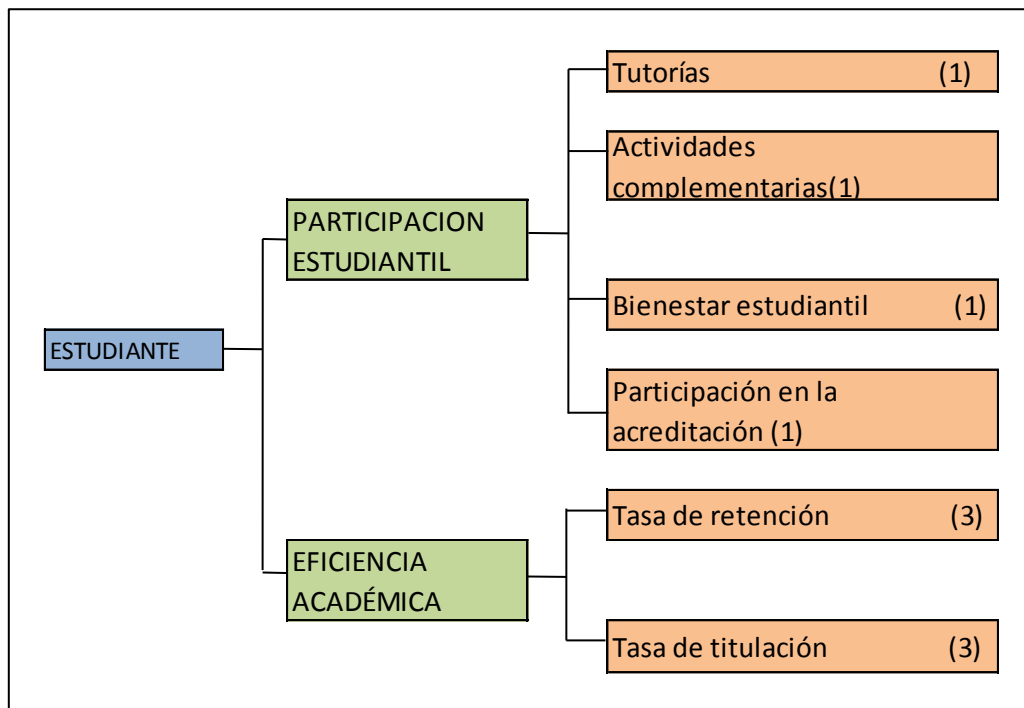 Tutorías (1)
Actividades
complementarias(1)
PARTICIPACION
ESTUDIANTIL
Bienestar estudiantil (1)
ESTUDIANTE
Participación en la
acreditación (1)
Tasa de retención (3)
EFICIENCIA
ACADÉMICA
Tasa de titulación (3)